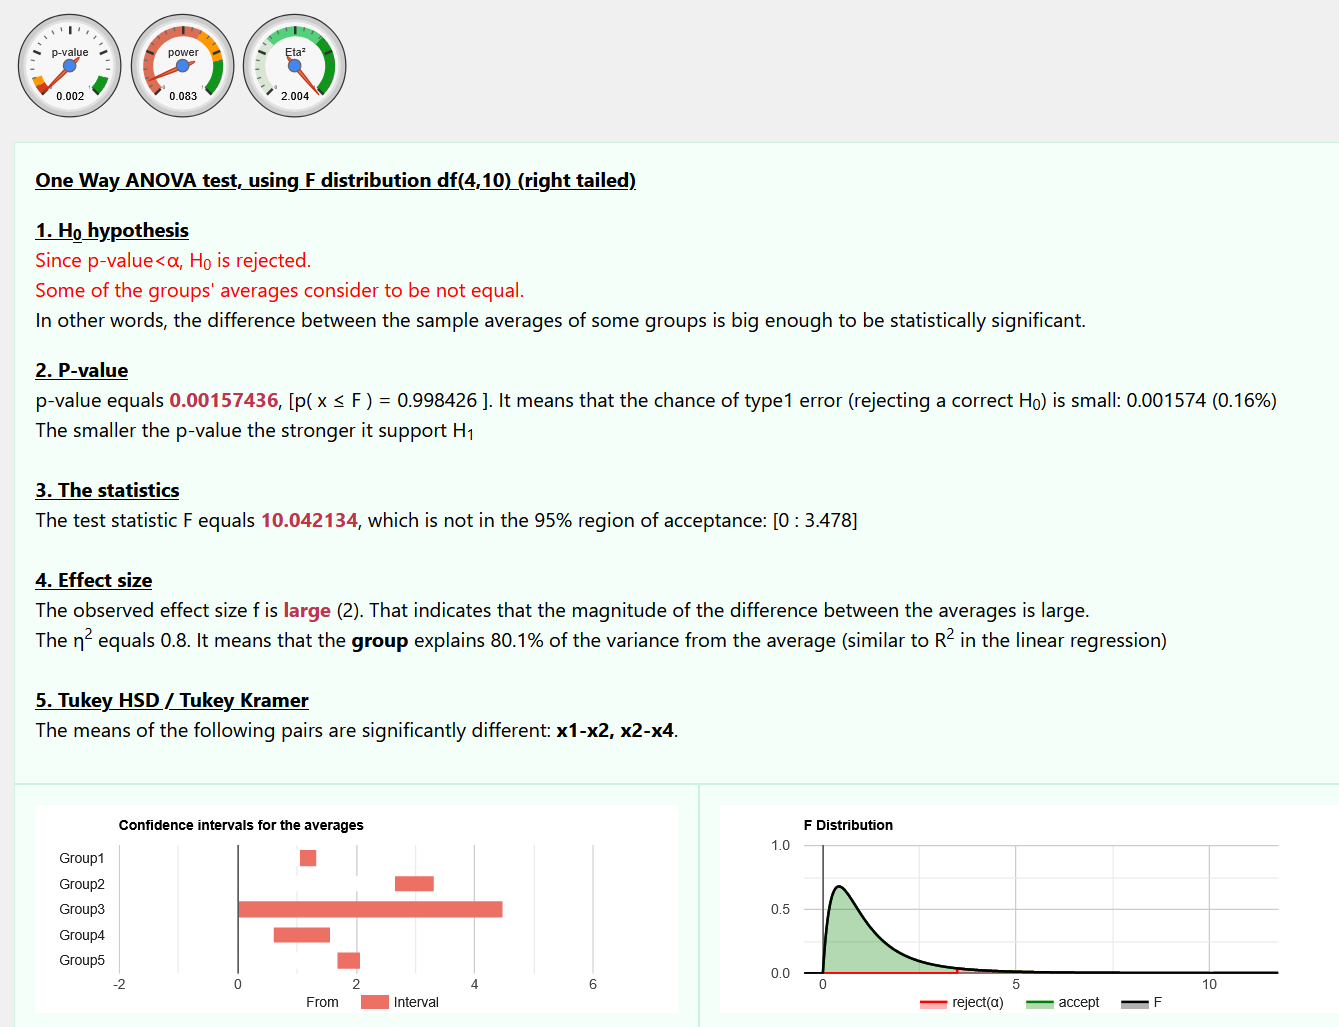 p-value power Eta²
0.002 0.083 2.004
One Way ANOVA test, using F distribution df(4,10) (right tailed)
1. H₀ hypothesis
Since p-value<α, H₀ is rejected.
Some of the groups' averages consider to be not equal.
In other words, the difference between the sample averages of some groups is big enough to be statistically significant.
2. P-value
p-value equals 0.00157436, [p( x ≤ F ) = 0.998426 ]. It means that the chance of type1 error (rejecting a correct H₀) is small: 0.001574 (0.16%)
The smaller the p-value the stronger it support H₁
3. The statistics
The test statistic F equals 10.042134, which is not in the 95% region of acceptance: [0 : 3.478]
4. Effect size
The observed effect size f is large (2). That indicates that the magnitude of the difference between the averages is large.
The η² equals 0.8. It means that the group explains 80.1% of the variance from the average (similar to R² in the linear regression)
5. Tukey HSD / Tukey Kramer
The means of the following pairs are significantly different: x1-x2, x2-x4.
Confidence intervals for the averages
Group1
Group2
Group3
Group4
Group5
-2 0 2 4 6
From Interval
F Distribution
1.0
0.5
0.0
0 5 10
reject(α) accept F